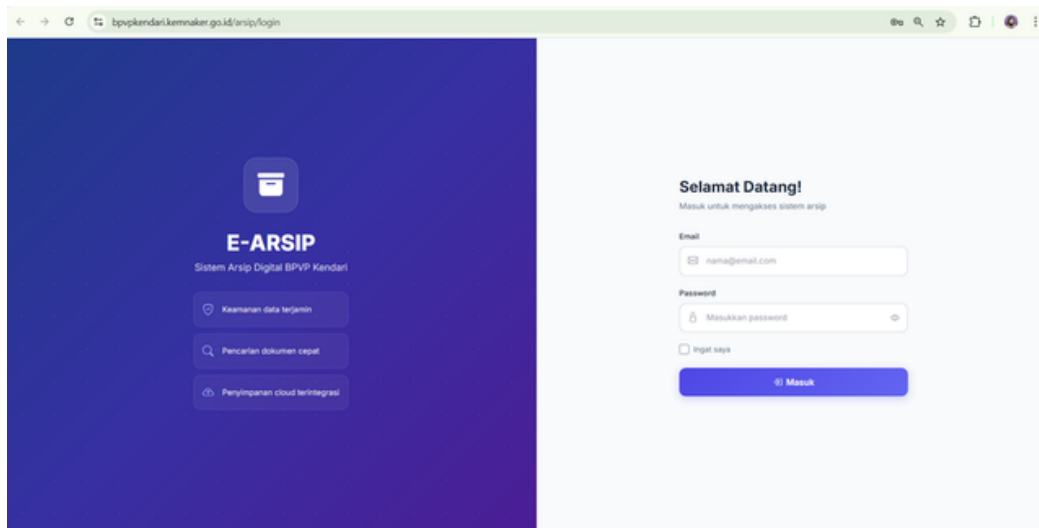 bpvpkendari.kemnaker.go.id/arsip/login
E-ARSIP
Sistem Arsip Digital BPVP Kendari
Keamanan data terjamin
Pencarian dokumen cepat
Penyimpanan cloud terintegrasi
Selamat Datang!
Masuk untuk mengakses sistem arsip
Email
nama@email.com
Password
Masukkan password
Ingat saya
Masuk